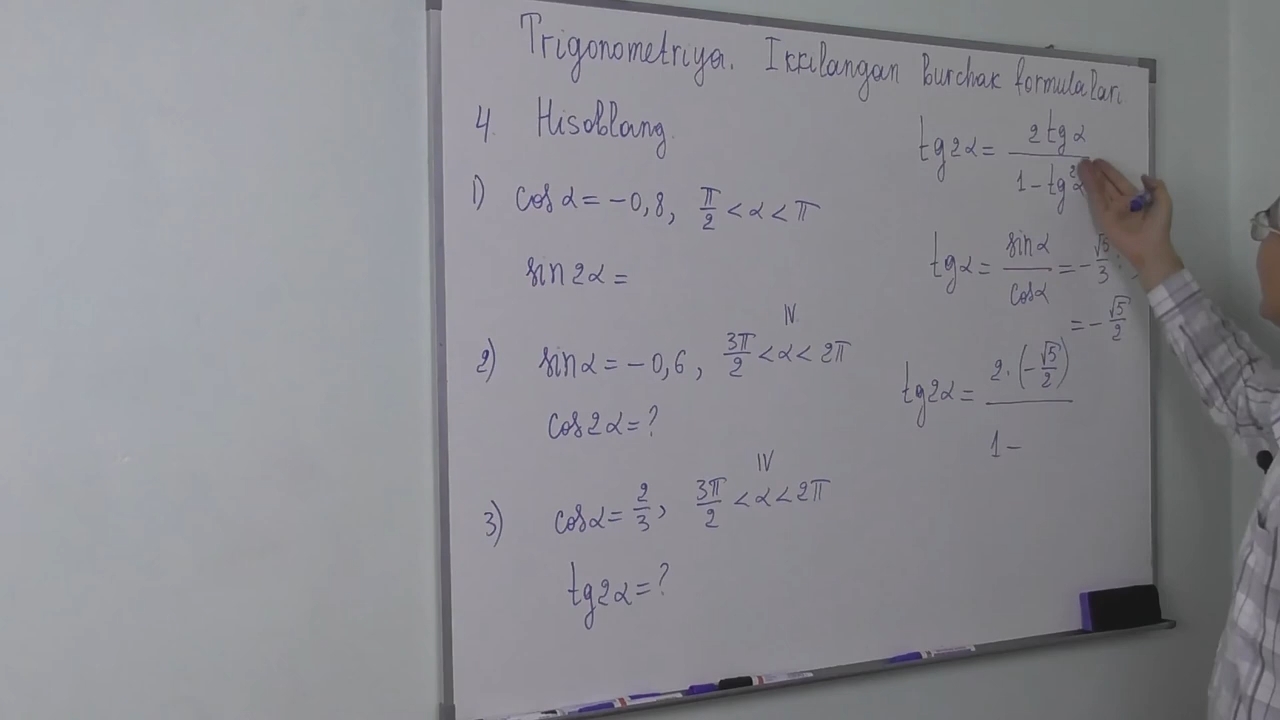 Trigonometriya. Ikkilangan burchak formulalari.
4. Hisoblang.
1) cos α = -0,8, π/2 < α < π
sin 2α =
2) sin α = -0,6, 3π/2 < α < 2π IV
cos 2α = ?
3) cos α = 2/3, 3π/2 < α < 2π IV
tg 2α = ?
tg 2α = 2 tg α / 1 - tg² α
tg α = sin α / cos α = - √5/3 :
= - √5/2
tg 2α = 2 · (- √5/2) / 1 -